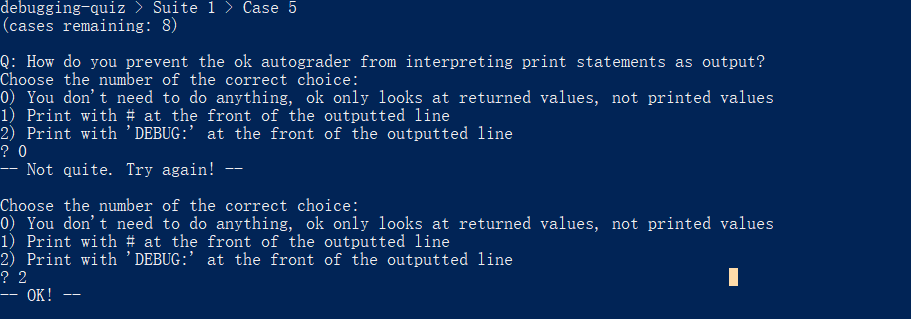 debugging-quiz > Suite 1 > Case 5
(cases remaining: 8)
Q: How do you prevent the ok autograder from interpreting print statements as output?
Choose the number of the correct choice:
0) You don't need to do anything, ok only looks at returned values, not printed values
1) Print with # at the front of the outputted line
2) Print with 'DEBUG:' at the front of the outputted line
? 0
-- Not quite. Try again! --
Choose the number of the correct choice:
0) You don't need to do anything, ok only looks at returned values, not printed values
1) Print with # at the front of the outputted line
2) Print with 'DEBUG:' at the front of the outputted line
? 2
-- OK! --